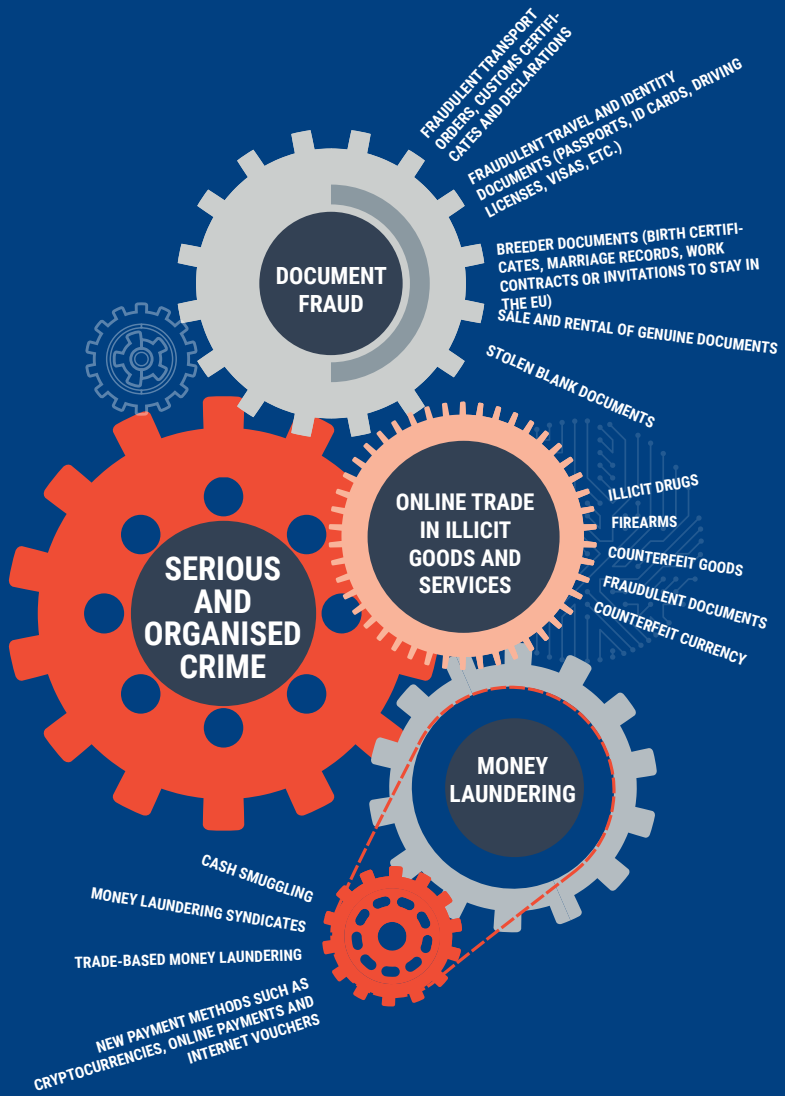 FRAUDULENT TRANSPORT
ORDERS, CUSTOMS CERTIFI-
CATES AND DECLARATIONS
FRAUDULENT TRAVEL AND IDENTITY
DOCUMENTS (PASSPORTS, ID CARDS, DRIVING
LICENSES, VISAS, ETC.)
BREEDER DOCUMENTS (BIRTH CERTIFI-
CATES, MARRIAGE RECORDS, WORK
CONTRACTS OR INVITATIONS TO STAY IN
THE EU)
SALE AND RENTAL OF GENUINE DOCUMENTS
STOLEN BLANK DOCUMENTS
DOCUMENT
FRAUD
ONLINE TRADE
IN ILLICIT
GOODS AND
SERVICES
ILLICIT DRUGS
FIREARMS
COUNTERFEIT GOODS
FRAUDULENT DOCUMENTS
COUNTERFEIT CURRENCY
SERIOUS
AND
ORGANISED
CRIME
MONEY
LAUNDERING
CASH SMUGGLING
MONEY LAUNDERING SYNDICATES
TRADE-BASED MONEY LAUNDERING
NEW PAYMENT METHODS SUCH AS
CRYPTOCURRENCIES, ONLINE PAYMENTS AND
INTERNET VOUCHERS